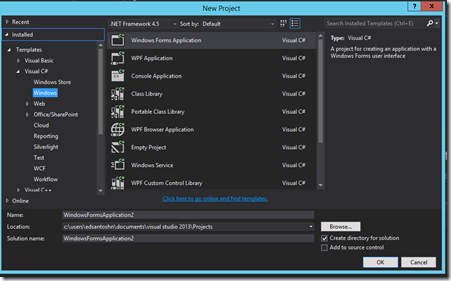 New Project
? x
Recent
.NET Framework 4.5 Sort by: Default
Search Installed Templates (Ctrl+E)
Installed
Templates
Visual Basic
Visual C#
Windows Store
Windows
Web
Office/SharePoint
Cloud
Reporting
Silverlight
Test
WCF
Workflow
Visual C++
Online
Windows Forms Application Visual C#
WPF Application Visual C#
Console Application Visual C#
Class Library Visual C#
Portable Class Library Visual C#
WPF Browser Application Visual C#
Empty Project Visual C#
Windows Service Visual C#
WPF Custom Control Library Visual C#
Click here to go online and find templates.
Type: Visual C#
A project for creating an application with a
Windows Forms user interface
Name: WindowsFormsApplication2
Location: c:\users\edsantoshn\documents\visual studio 2013\Projects Browse...
Solution name: WindowsFormsApplication2
Create directory for solution
Add to source control
OK Cancel